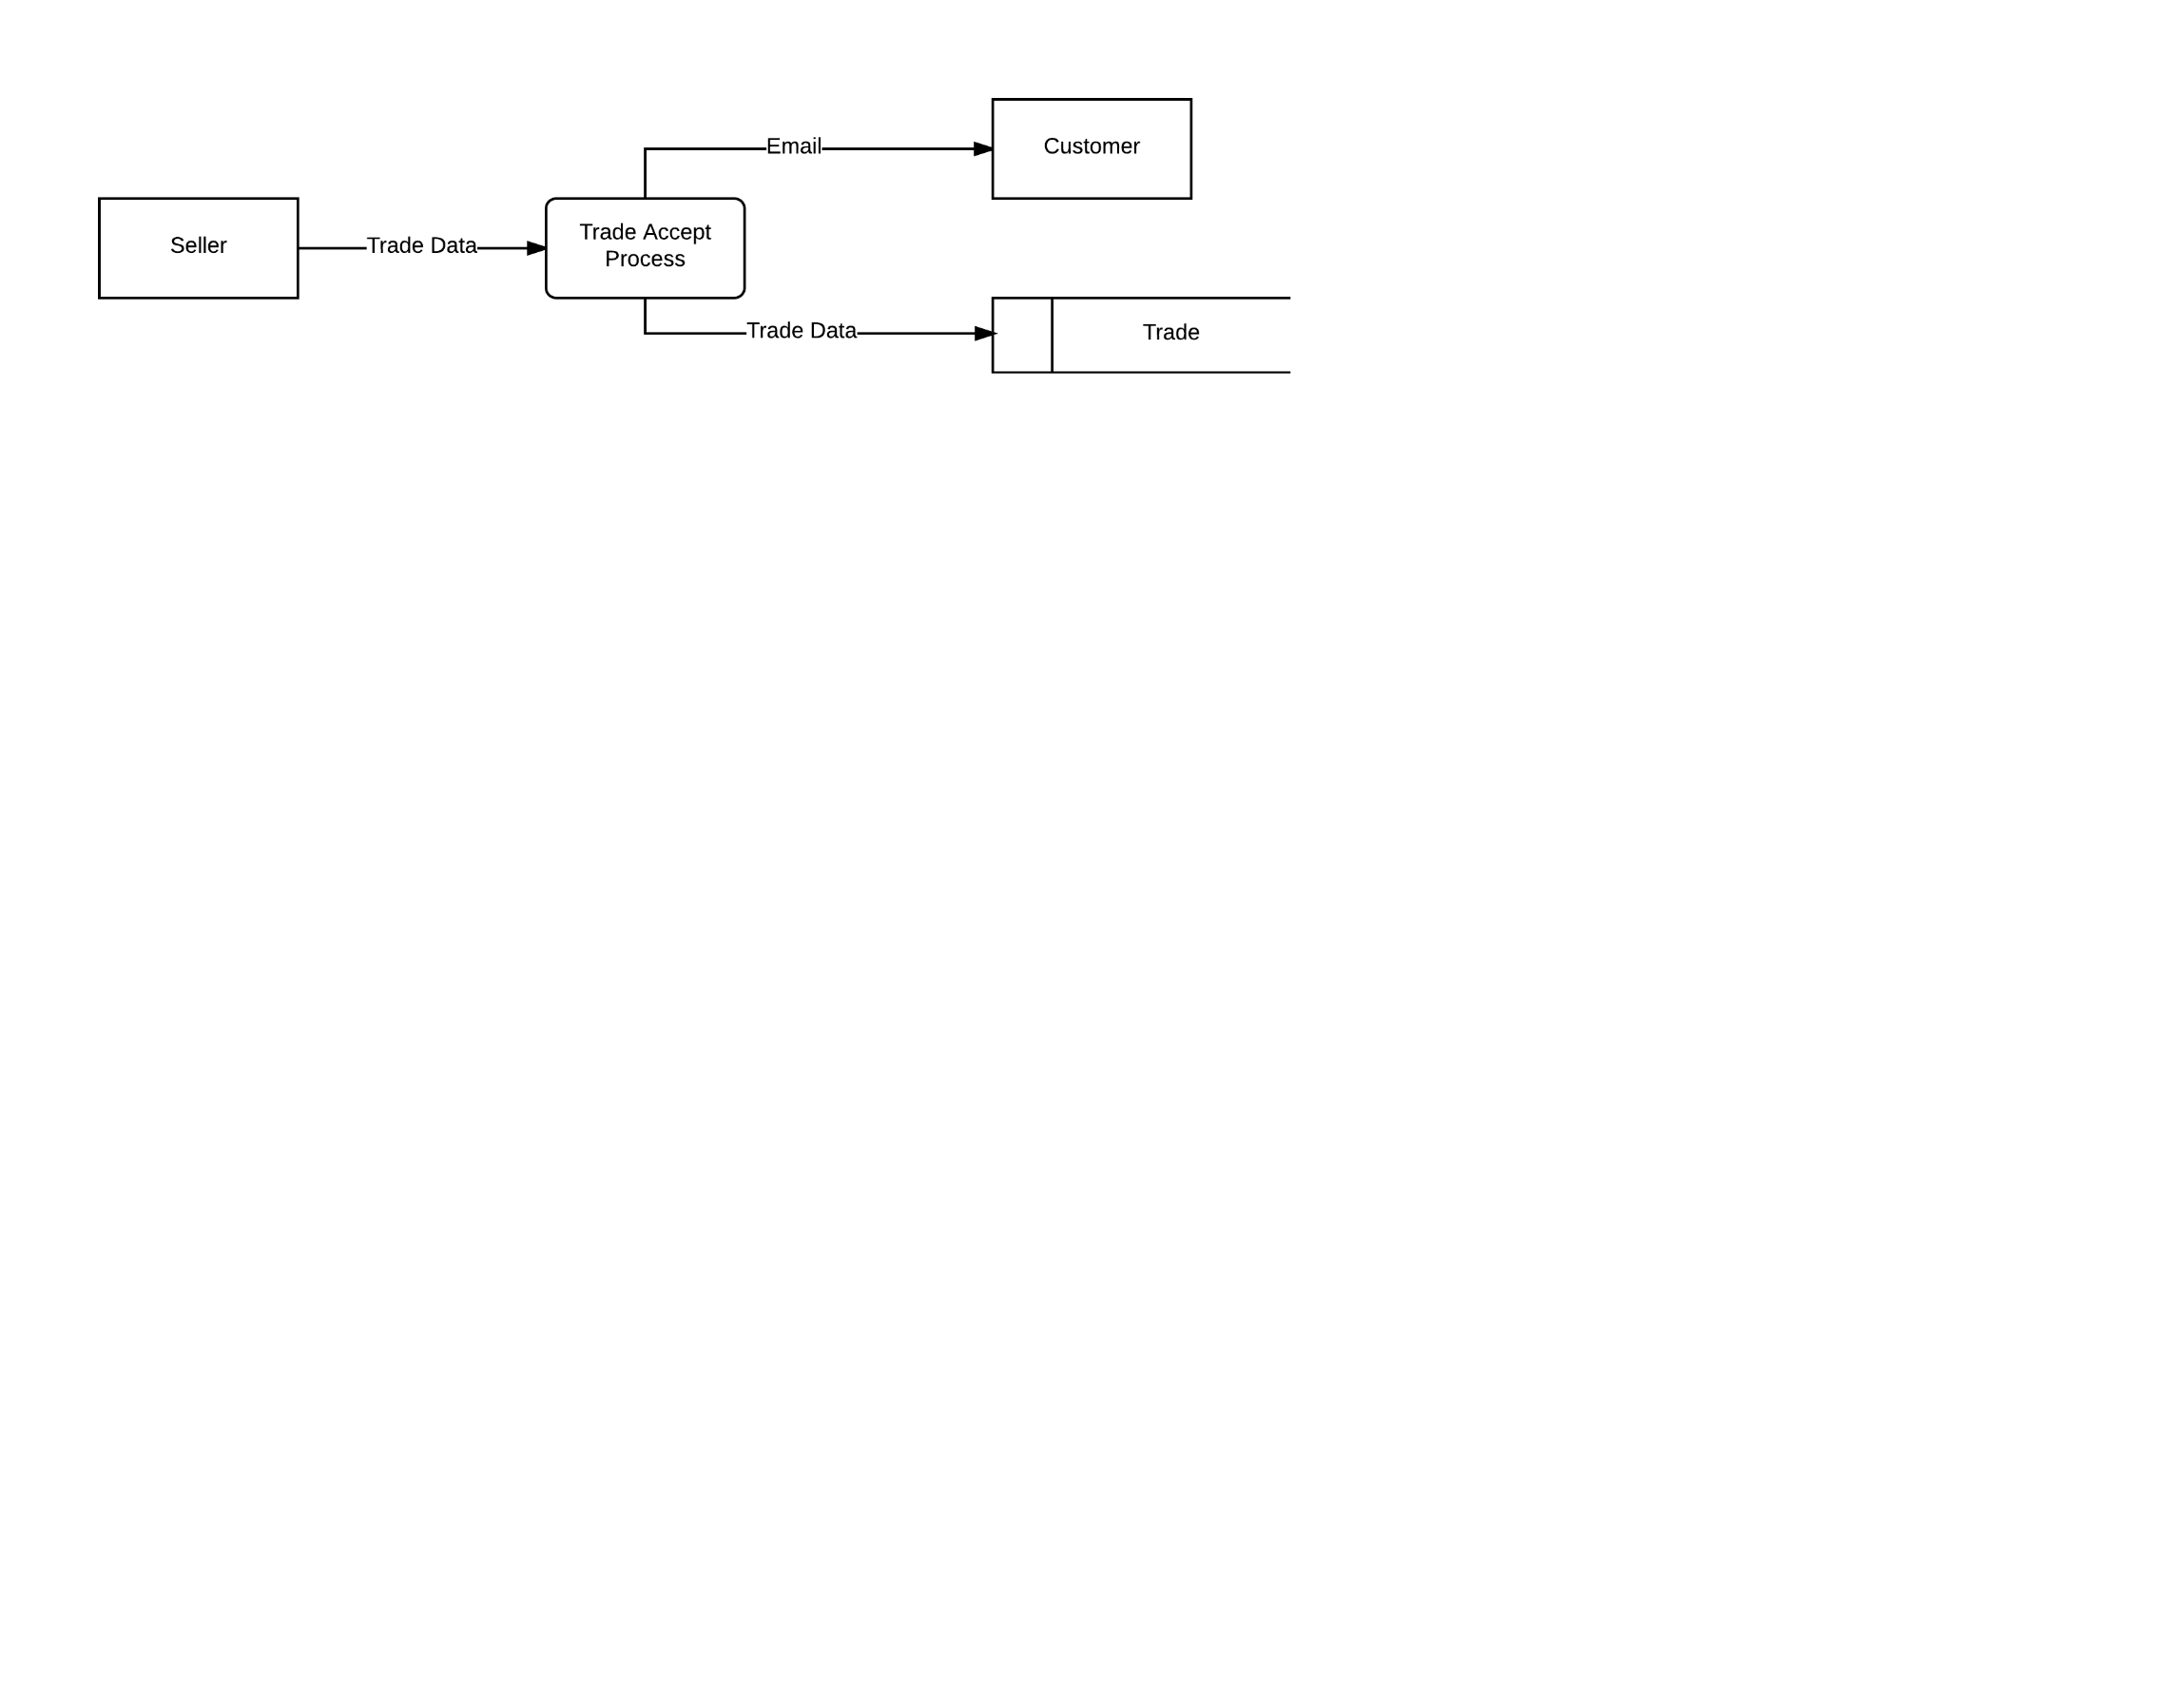 Email
Customer
Seller
Trade Data
Trade Accept
Process
Trade Data
Trade